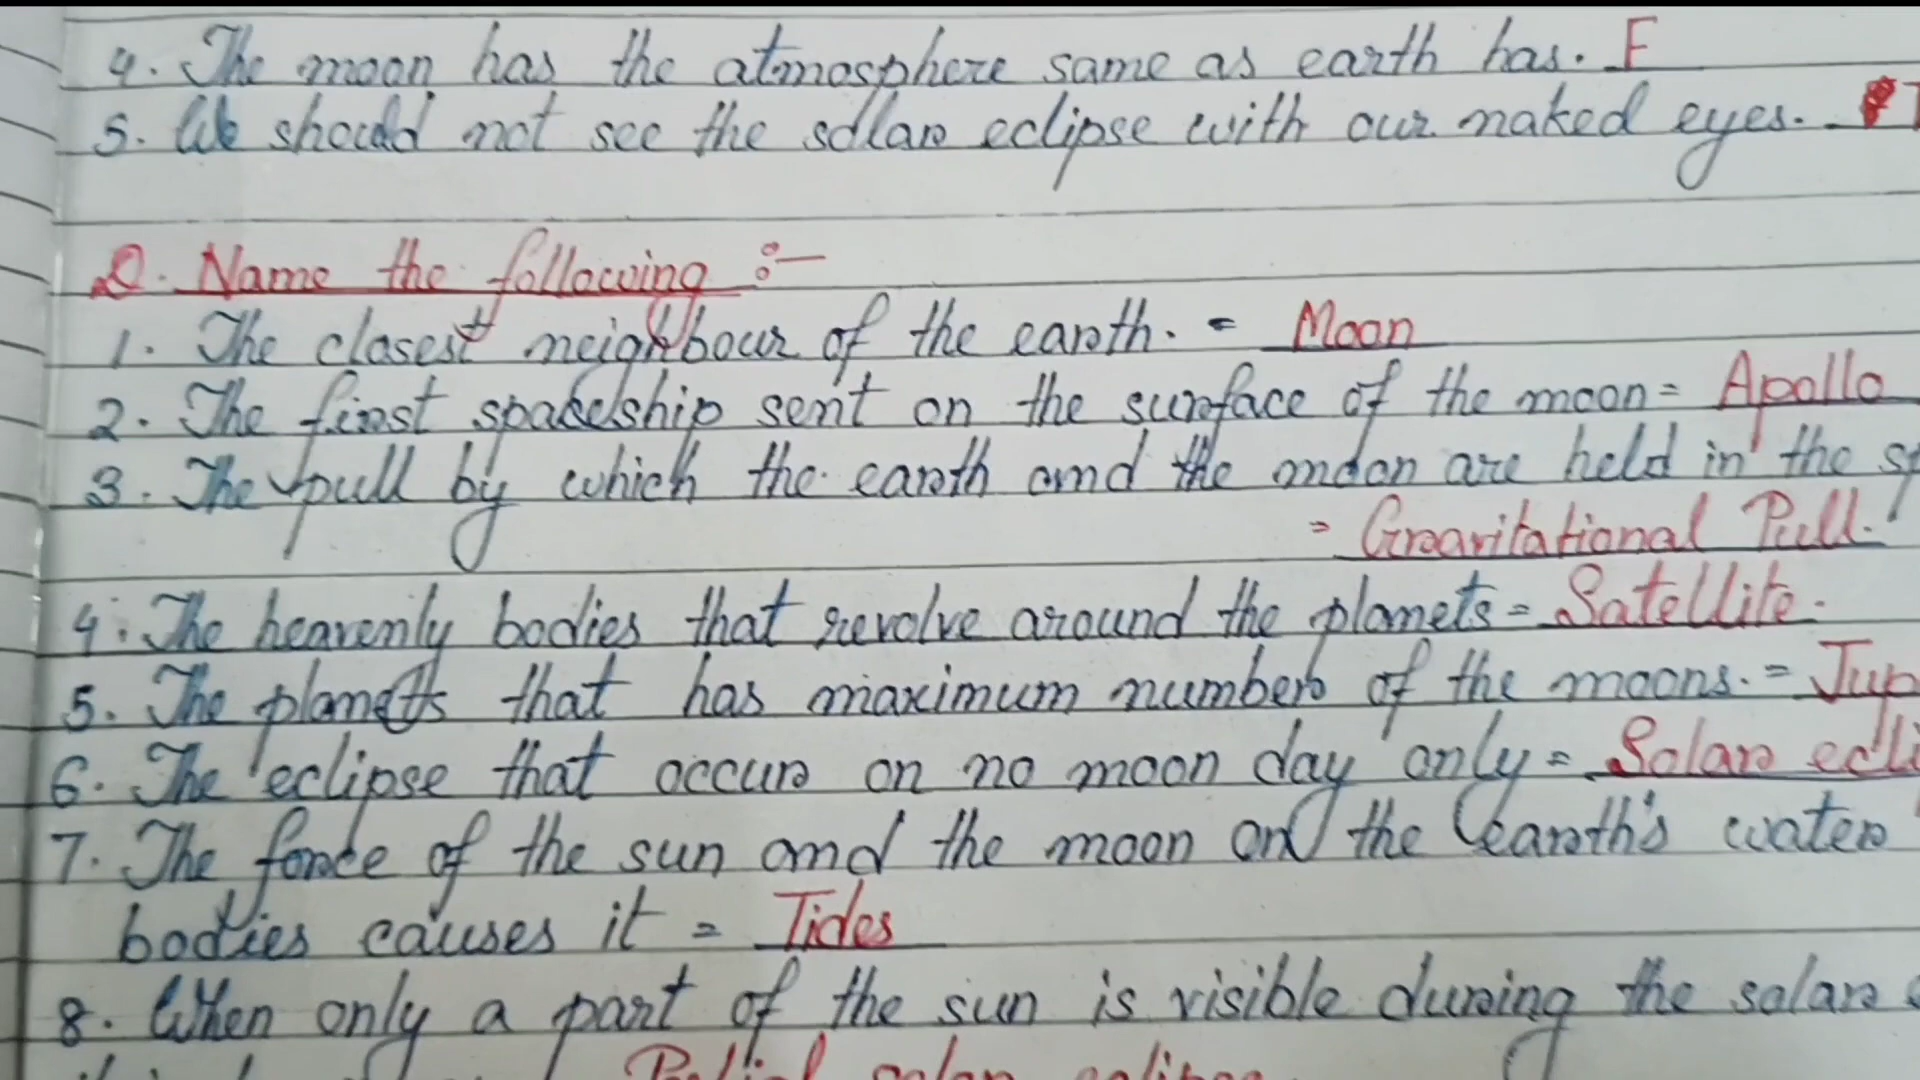 4. The moon has the atmosphere same as earth has. F
5. We should not see the solar eclipse with our naked eyes. T
D. Name the following :-
1. The closest neighbour of the earth. = Moon
2. The first spaceship sent on the surface of the moon = Apollo
3. The pull by which the earth and the moon are held in the
= Gravitational Pull.
4. The heavenly bodies that revolve around the planets = Satellite.
5. The planets that has maximum number of the moons. = Jup
6. The eclipse that occur on no moon day only = Solar ecli
7. The force of the sun and the moon on the earth's water
bodies causes it = Tides
8. When only a part of the sun is visible during the solar
solar eclipse